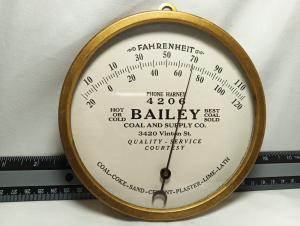 FAHRENHEIT
10 30 50 70 90 110
20 0 20 40 60 80 100 120
PHONE HARNEY
4206
HOT OR COLD
BEST COAL SOLD
BAILEY
COAL AND SUPPLY CO.
3420 Vinton St.
QUALITY - SERVICE
COURTESY
COAL-COKE-SAND-CEMENT-PLASTER-LIME-LATH